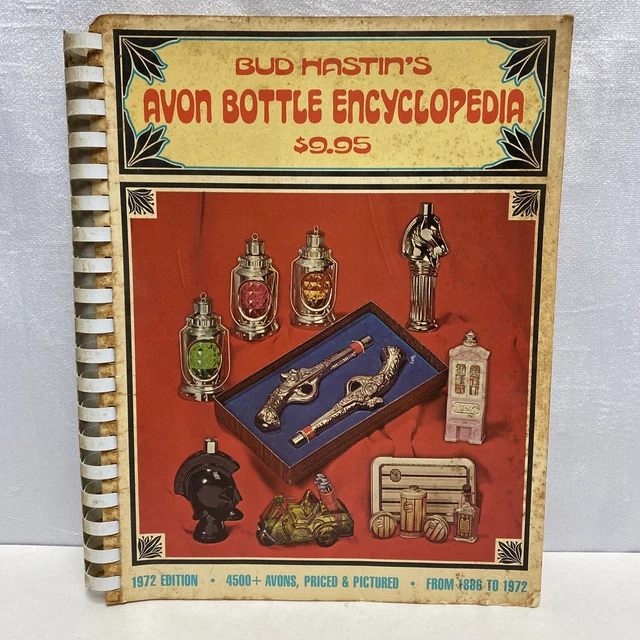 BUD HASTIN'S
AVON BOTTLE ENCYCLOPEDIA
$9.95
1972 EDITION • 4500+ AVONS, PRICED & PICTURED • FROM 1886 TO 1972